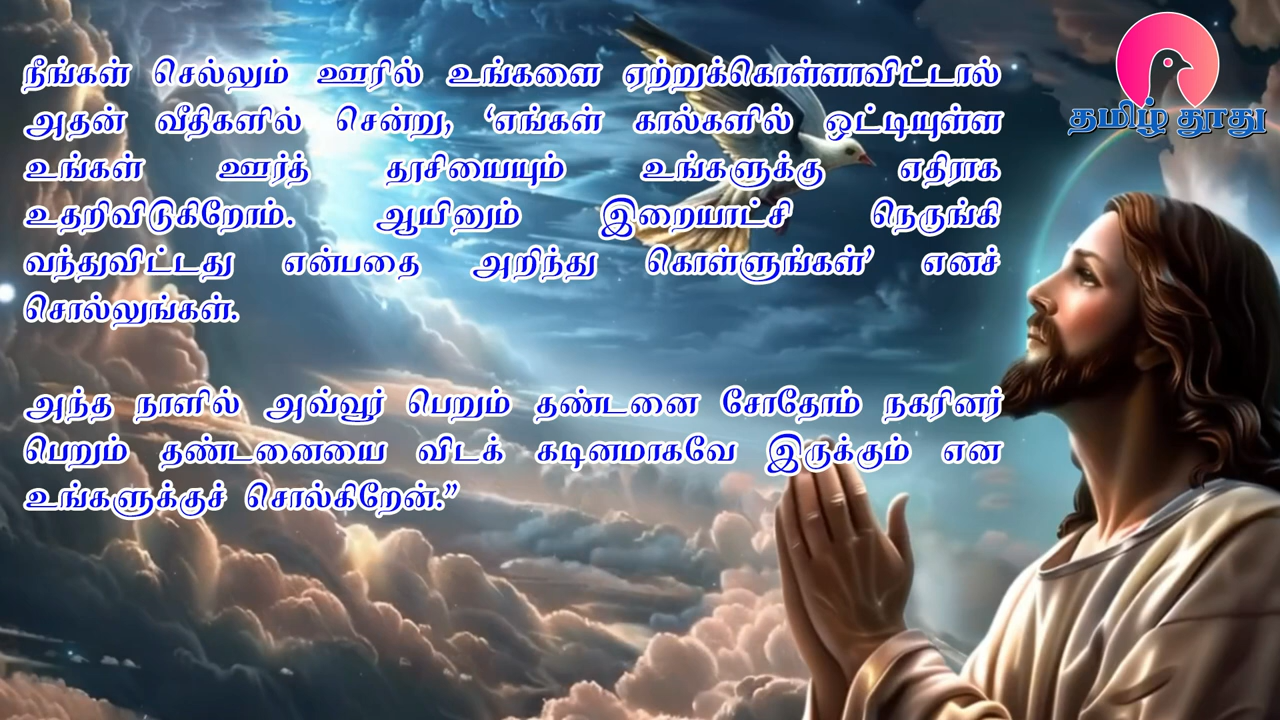 நீங்கள் செல்லும் ஊரில் உங்களை ஏற்றுக்கொள்ளாவிட்டால்
அதன் வீதிகளில் சென்று, ‘எங்கள் கால்களில் ஒட்டியுள்ள
உங்கள் ஊர்த் தூசியையும் உங்களுக்கு எதிராக
உதறிவிடுகிறோம். ஆயினும் இறையாட்சி நெருங்கி
வந்துவிட்டது என்பதை அறிந்து கொள்ளுங்கள்’ எனச்
சொல்லுங்கள்.
அந்த நாளில் அவ்வூர் பெறும் தண்டனை சோதோம் நகரினர்
பெறும் தண்டனையை விடக் கடினமாகவே இருக்கும் என
உங்களுக்குச் சொல்கிறேன்.”
தமிழ் தூது